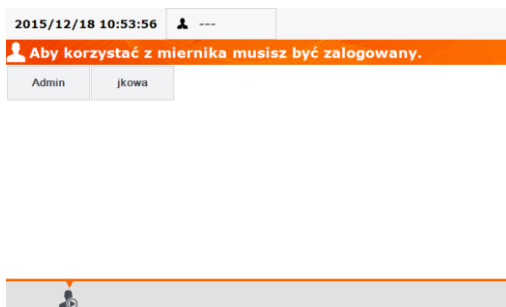 2015/12/18 10:53:56 ---
Aby korzystać z miernika musisz być zalogowany.
Admin jkowa